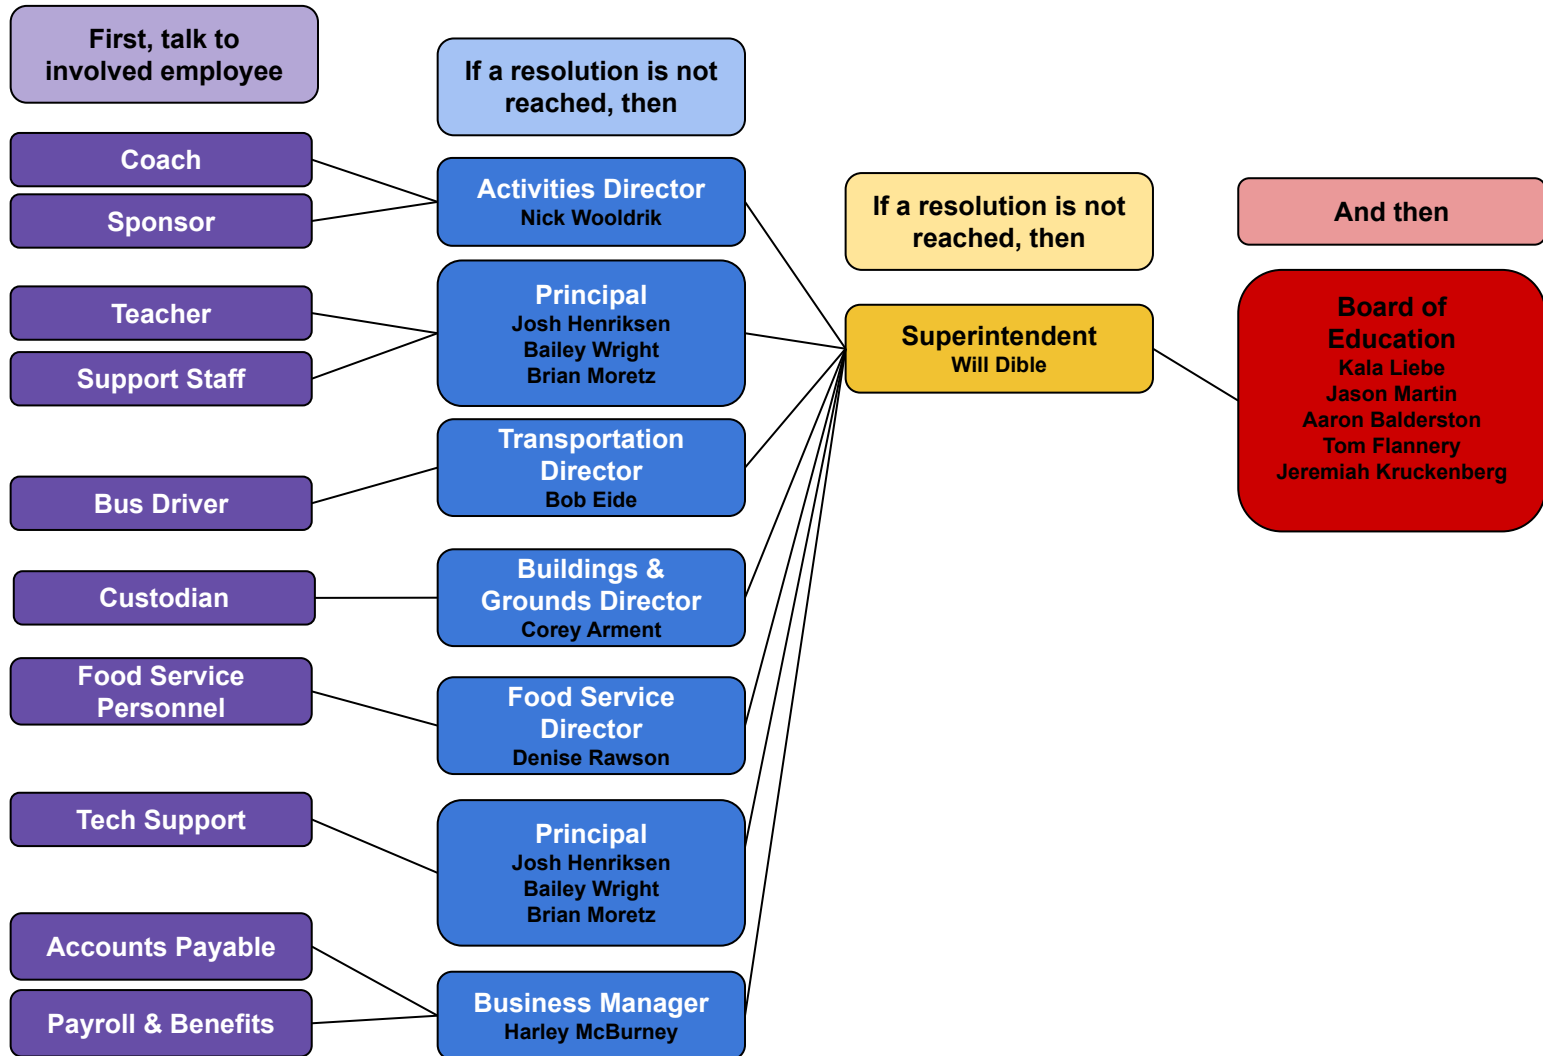 First, talk to
involved employee
Coach
Sponsor
Teacher
Support Staff
Bus Driver
Custodian
Food Service
Personnel
Tech Support
Accounts Payable
Payroll & Benefits
If a resolution is not
reached, then
Activities Director
Nick Wooldrik
Principal
Josh Henriksen
Bailey Wright
Brian Moretz
Transportation
Director
Bob Eide
Buildings &
Grounds Director
Corey Arment
Food Service
Director
Denise Rawson
Principal
Josh Henriksen
Bailey Wright
Brian Moretz
Business Manager
Harley McBurney
If a resolution is not
reached, then
Superintendent
Will Dible
And then
Board of
Education
Kala Liebe
Jason Martin
Aaron Balderston
Tom Flannery
Jeremiah Kruckenberg